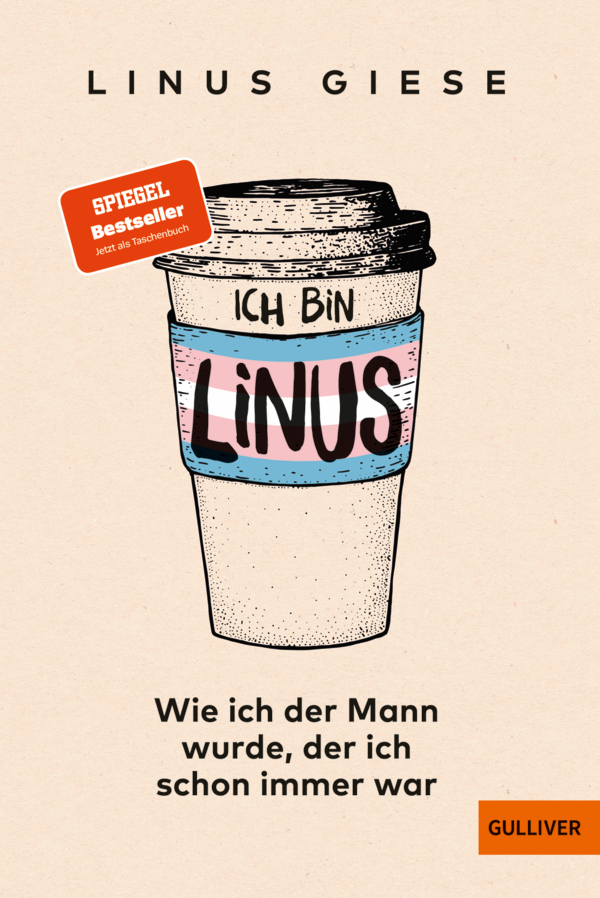 LINUS GIESE
SPIEGEL
Bestseller
Jetzt als Taschenbuch
ICH BiN
LiNUS
Wie ich der Mann
wurde, der ich
schon immer war
GULLIVER